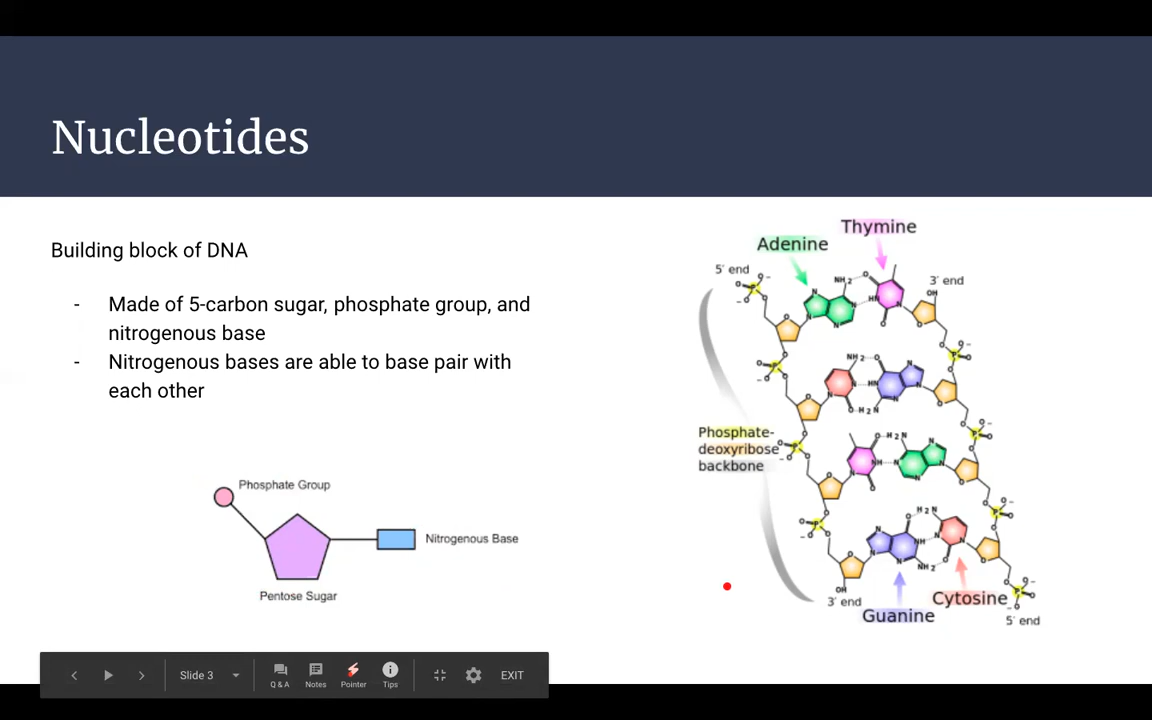 Nucleotides
Building block of DNA
- Made of 5-carbon sugar, phosphate group, and
nitrogenous base
- Nitrogenous bases are able to base pair with
each other
Phosphate Group
Nitrogenous Base
Pentose Sugar
Thymine
Adenine
5' end
3' end
Phosphate-
deoxyribose
backbone
3' end
Guanine
Cytosine
5' end
Slide 3
Q & A
Notes
Pointer
Tips
EXIT